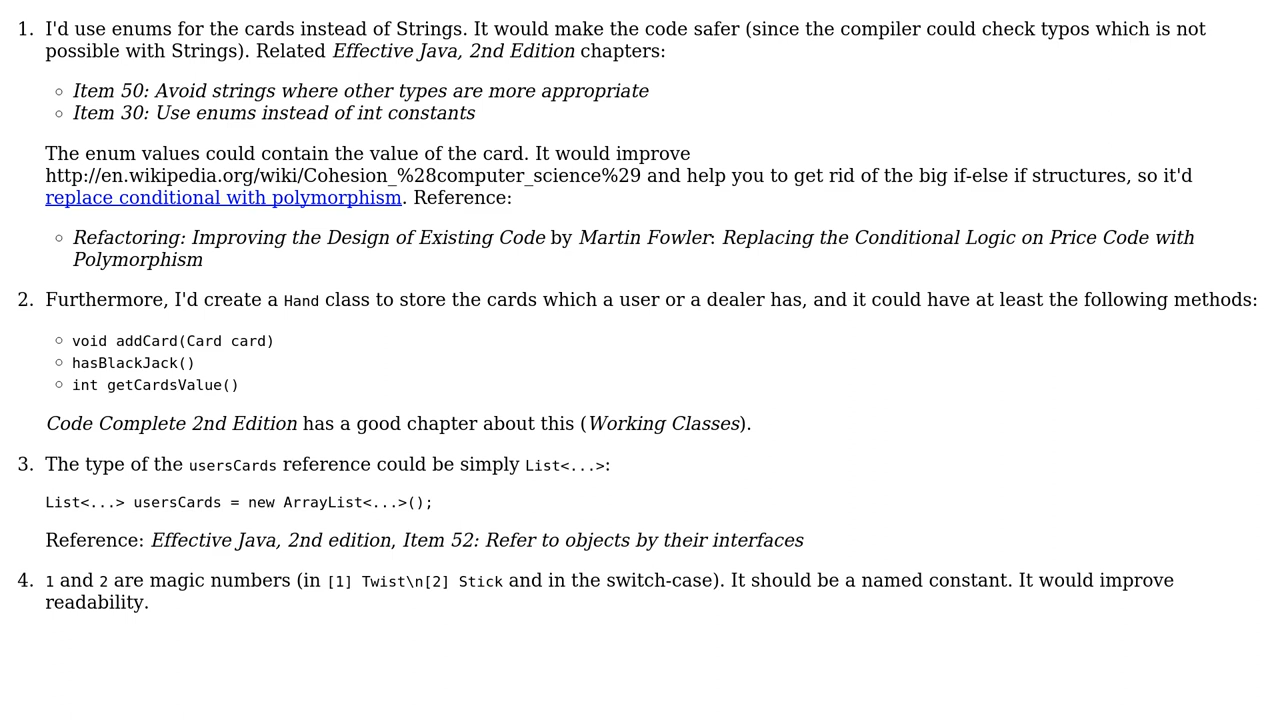 1. I'd use enums for the cards instead of Strings. It would make the code safer (since the compiler could check typos which is not
possible with Strings). Related Effective Java, 2nd Edition chapters:
◦ Item 50: Avoid strings where other types are more appropriate
◦ Item 30: Use enums instead of int constants
The enum values could contain the value of the card. It would improve
http://en.wikipedia.org/wiki/Cohesion_%28computer_science%29 and help you to get rid of the big if-else if structures, so it'd
replace conditional with polymorphism. Reference:
◦ Refactoring: Improving the Design of Existing Code by Martin Fowler: Replacing the Conditional Logic on Price Code with
Polymorphism
2. Furthermore, I'd create a Hand class to store the cards which a user or a dealer has, and it could have at least the following methods:
◦ void addCard(Card card)
◦ hasBlackJack()
◦ int getCardsValue()
Code Complete 2nd Edition has a good chapter about this (Working Classes).
3. The type of the usersCards reference could be simply List<...>:
List<...> usersCards = new ArrayList<...>();
Reference: Effective Java, 2nd edition, Item 52: Refer to objects by their interfaces
4. 1 and 2 are magic numbers (in [1] Twist\n[2] Stick and in the switch-case). It should be a named constant. It would improve
readability.